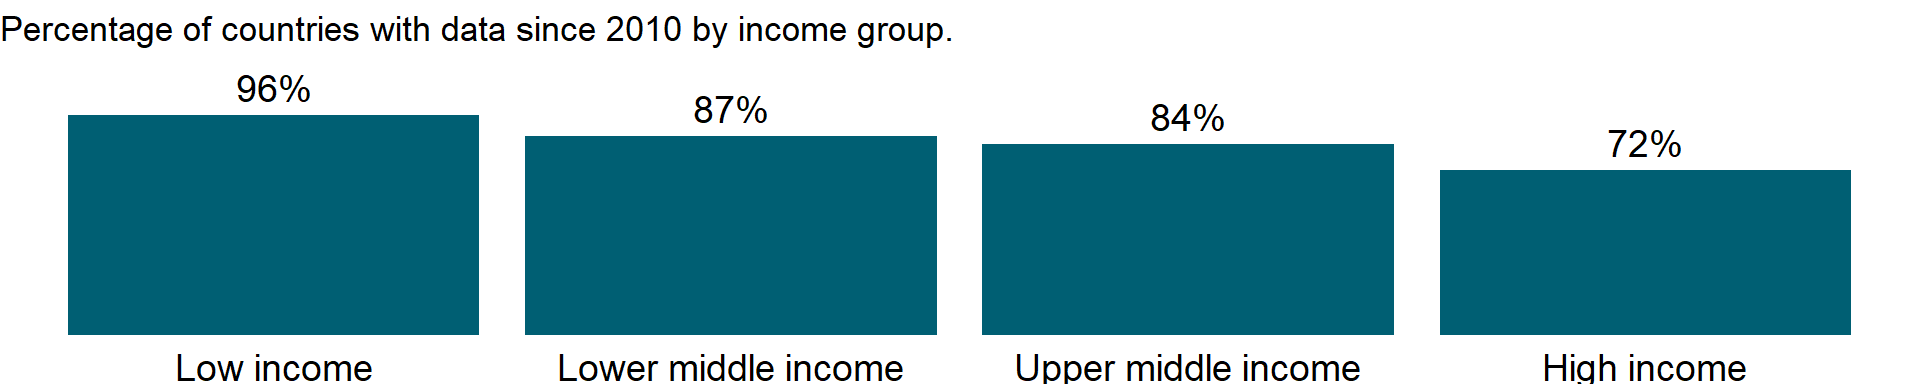 Percentage of countries with data since 2010 by income group.
96%
87%
84%
72%
Low income
Lower middle income
Upper middle income
High income